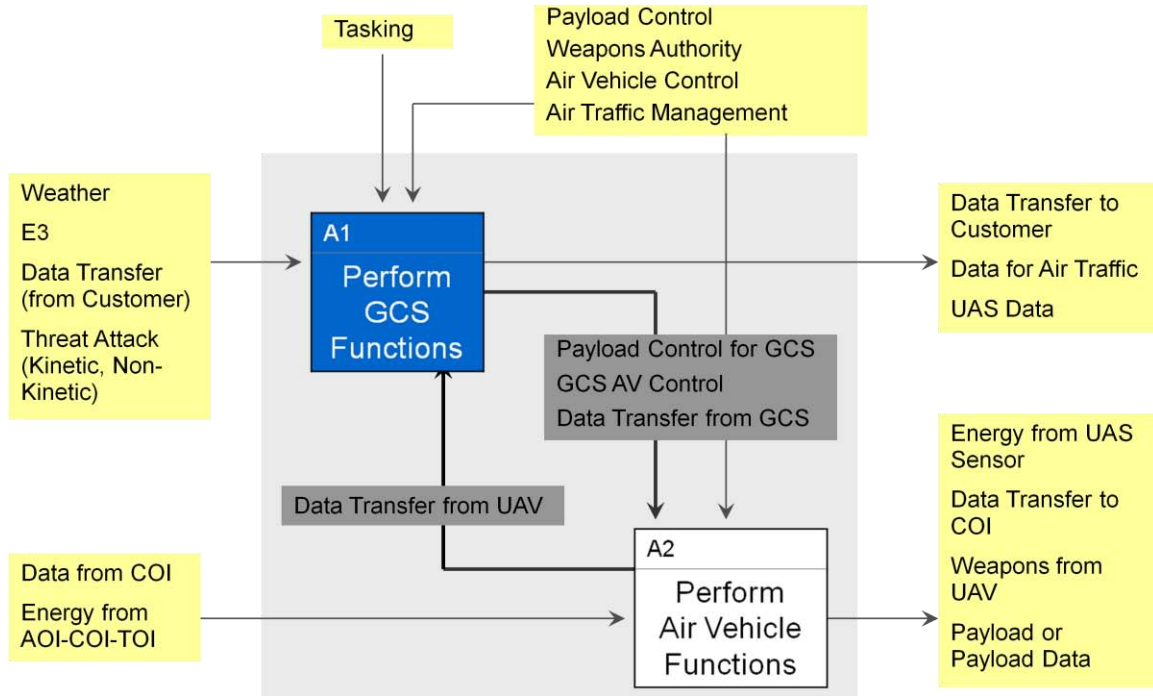 Tasking
Payload Control
Weapons Authority
Air Vehicle Control
Air Traffic Management
Weather
E3
Data Transfer
(from Customer)
Threat Attack
(Kinetic, Non-
Kinetic)
A1
Perform
GCS
Functions
Data Transfer to
Customer
Data for Air Traffic
UAS Data
Payload Control for GCS
GCS AV Control
Data Transfer from GCS
Data Transfer from UAV
Data from COI
Energy from
AOI-COI-TOI
A2
Perform
Air Vehicle
Functions
Energy from UAS
Sensor
Data Transfer to
COI
Weapons from
UAV
Payload or
Payload Data